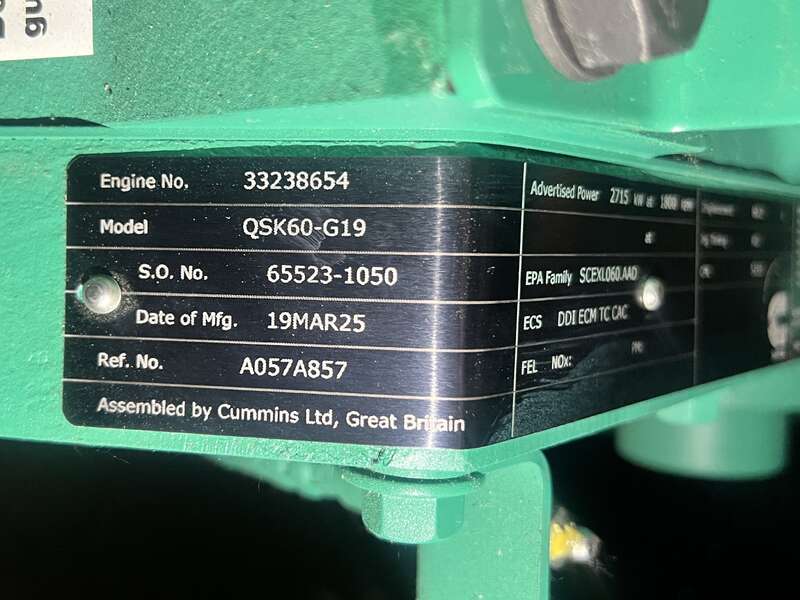 Engine No. 33238654
Model QSK60-G19
S.O. No. 65523-1050
Date of Mfg. 19MAR25
Ref. No. A057A857
Assembled by Cummins Ltd, Great Britain
Advertised Power 2715 kW at 1800 rpm
at
EPA Family SCEXL060.AAD
ECS DDI ECM TC CAC
FEL NOx: PM: